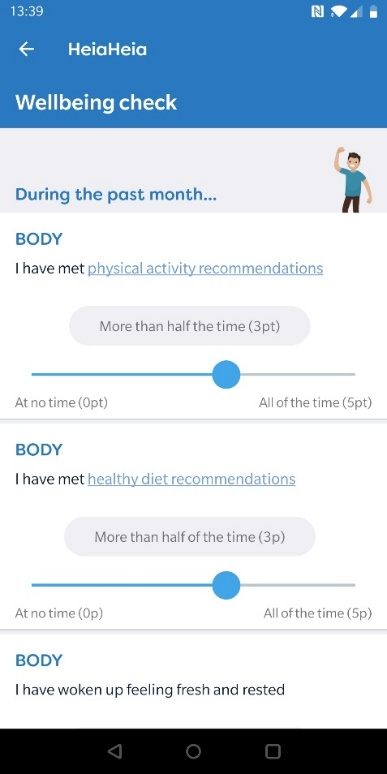 13:39
HeiaHeia
Wellbeing check
During the past month...
BODY
I have met physical activity recommendations
More than half the time (3pt)
At no time (0pt) All of the time (5pt)
BODY
I have met healthy diet recommendations
More than half of the time (3p)
At no time (0p) All of the time (5p)
BODY
I have woken up feeling fresh and rested